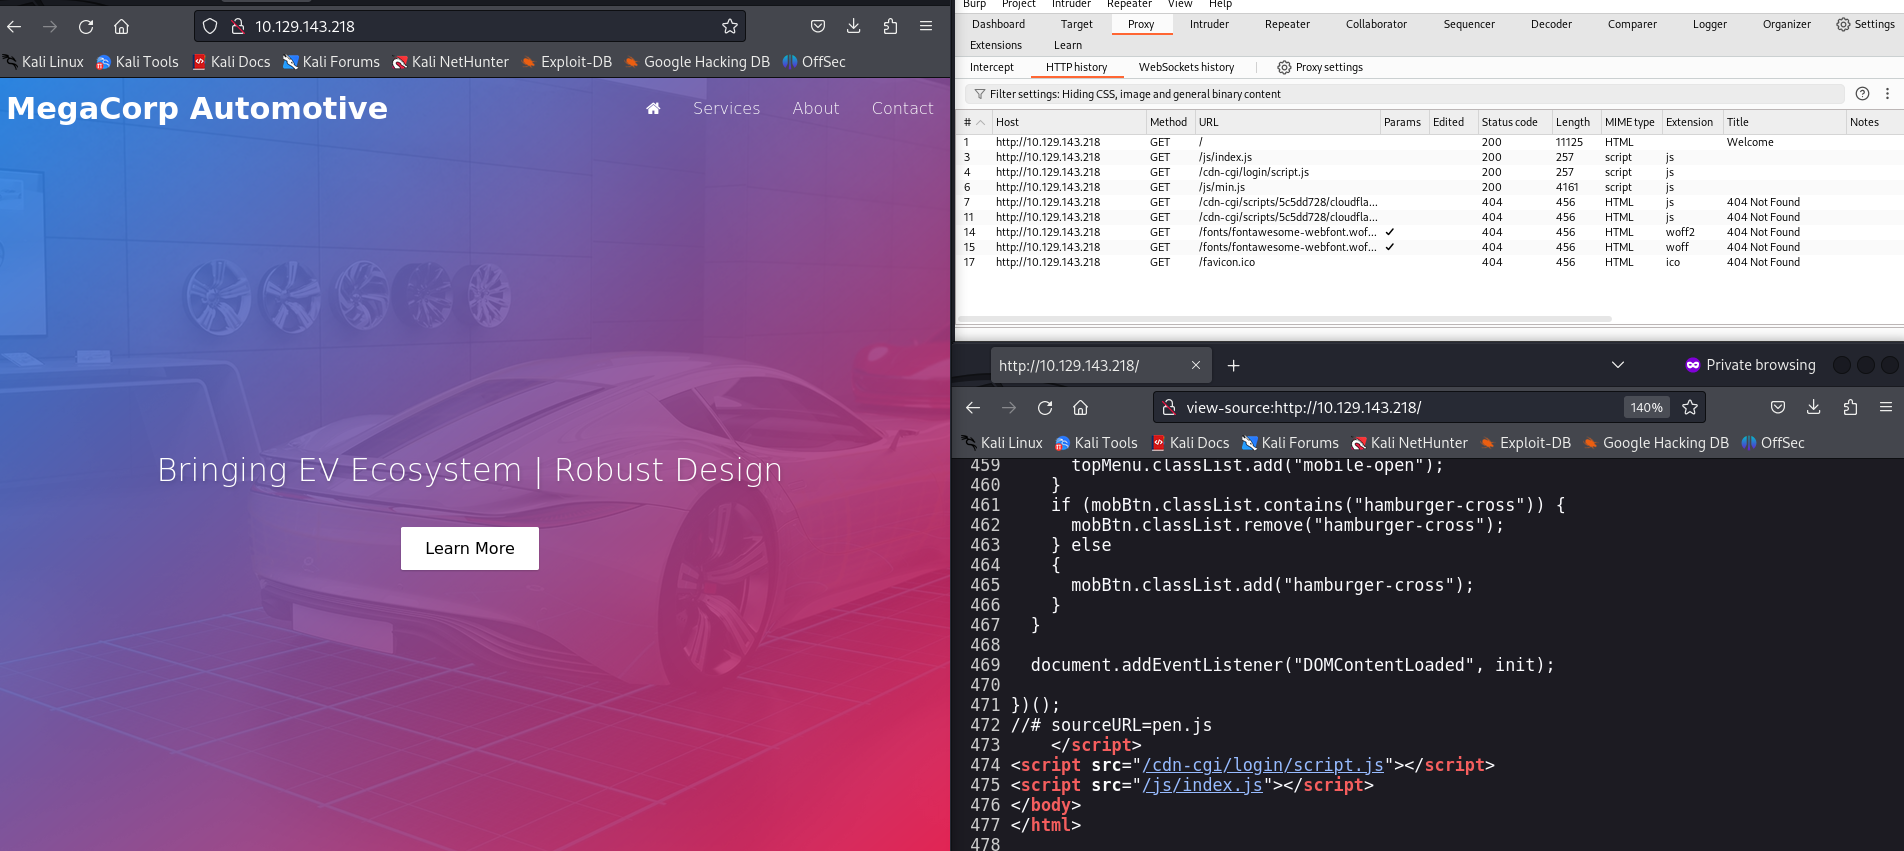 10.129.143.218
Kali Linux Kali Tools Kali Docs Kali Forums Kali NetHunter Exploit-DB Google Hacking DB OffSec
MegaCorp Automotive
Services About Contact
Bringing EV Ecosystem | Robust Design
Learn More
Burp Project Intruder Repeater View Help
Dashboard Target Proxy Intruder Repeater Collaborator Sequencer Decoder Comparer Logger Organizer Settings
Extensions Learn
Intercept HTTP history WebSockets history Proxy settings
Filter settings: Hiding CSS, image and general binary content
# Host Method URL Params Edited Status code Length MIME type Extension Title Notes
1 http://10.129.143.218 GET / 200 11125 HTML Welcome
3 http://10.129.143.218 GET /js/index.js 200 257 script js
4 http://10.129.143.218 GET /cdn-cgi/login/script.js 200 257 script js
6 http://10.129.143.218 GET /js/min.js 200 4161 script js
7 http://10.129.143.218 GET /cdn-cgi/scripts/5c5dd728/cloudfla... 404 456 HTML js 404 Not Found
11 http://10.129.143.218 GET /cdn-cgi/scripts/5c5dd728/cloudfla... 404 456 HTML js 404 Not Found
14 http://10.129.143.218 GET /fonts/fontawesome-webfont.wof... ✓ 404 456 HTML woff2 404 Not Found
15 http://10.129.143.218 GET /fonts/fontawesome-webfont.wof... ✓ 404 456 HTML woff 404 Not Found
17 http://10.129.143.218 GET /favicon.ico 404 456 HTML ico 404 Not Found
http://10.129.143.218/ Private browsing
view-source:http://10.129.143.218/ 140%
Kali Linux Kali Tools Kali Docs Kali Forums Kali NetHunter Exploit-DB Google Hacking DB OffSec
459 topMenu.classList.add("mobile-open");
460 }
461 if (mobBtn.classList.contains("hamburger-cross")) {
462 mobBtn.classList.remove("hamburger-cross");
463 } else
464 {
465 mobBtn.classList.add("hamburger-cross");
466 }
467 }
468
469 document.addEventListener("DOMContentLoaded", init);
470
471 })();
472 //# sourceURL=pen.js
473 </script>
474 <script src="/cdn-cgi/login/script.js"></script>
475 <script src="/js/index.js"></script>
476 </body>
477 </html>
478